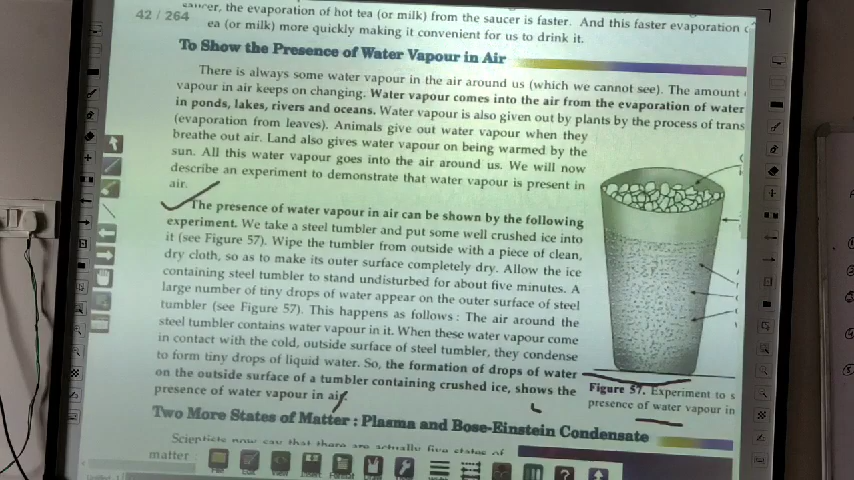 42 / 264
saucer, the evaporation of hot tea (or milk) from the saucer is faster. And this faster evaporation
ea (or milk) more quickly making it convenient for us to drink it.
To Show the Presence of Water Vapour in Air
There is always some water vapour in the air around us (which we cannot see). The amount
vapour in air keeps on changing. Water vapour comes into the air from the evaporation of water
in ponds, lakes, rivers and oceans. Water vapour is also given out by plants by the process of trans
(evaporation from leaves). Animals give out water vapour when they
breathe out air. Land also gives water vapour on being warmed by the
sun. All this water vapour goes into the air around us. We will now
describe an experiment to demonstrate that water vapour is present in
air.
The presence of water vapour in air can be shown by the following
experiment. We take a steel tumbler and put some well crushed ice into
it (see Figure 57). Wipe the tumbler from outside with a piece of clean,
dry cloth, so as to make its outer surface completely dry. Allow the ice
containing steel tumbler to stand undisturbed for about five minutes. A
large number of tiny drops of water appear on the outer surface of steel
tumbler (see Figure 57). This happens as follows : The air around the
steel tumbler contains water vapour in it. When these water vapour come
in contact with the cold, outside surface of steel tumbler, they condense
to form tiny drops of liquid water. So, the formation of drops of water
on the outside surface of a tumbler containing crushed ice, shows the
presence of water vapour in air.
Figure 57. Experiment to s
presence of water vapour in
Two More States of Matter : Plasma and Bose-Einstein Condensate
Scientists now say that there are actually five states of
matter :